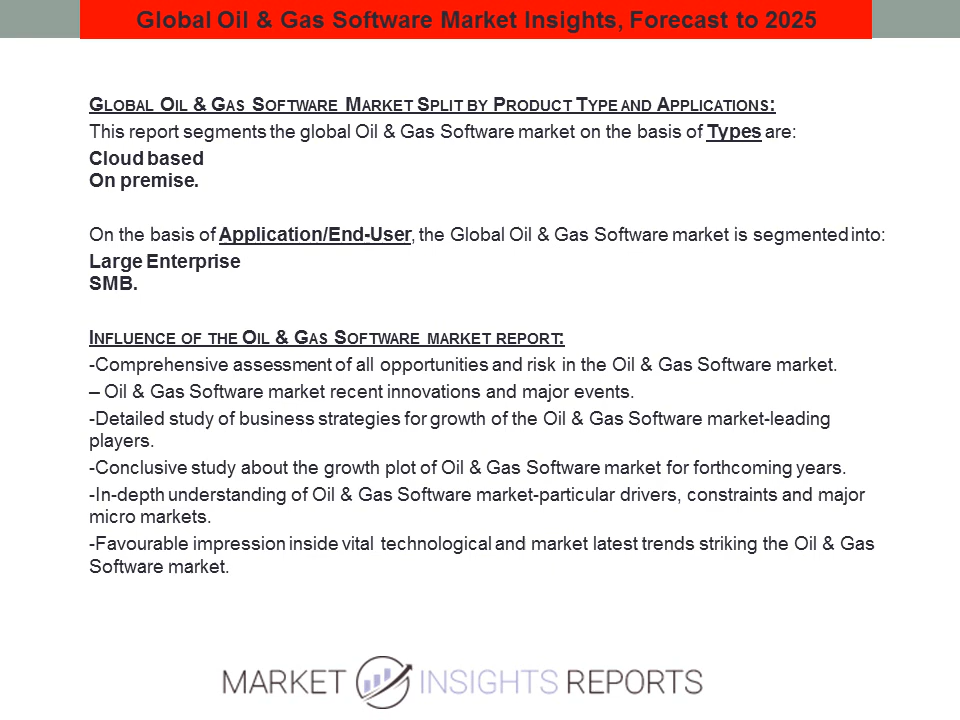 Global Oil & Gas Software Market Insights, Forecast to 2025
Global Oil & Gas Software Market Split by Product Type and Applications:
This report segments the global Oil & Gas Software market on the basis of Types are:
Cloud based
On premise.
On the basis of Application/End-User, the Global Oil & Gas Software market is segmented into:
Large Enterprise
SMB.
Influence of the Oil & Gas Software market report:
-Comprehensive assessment of all opportunities and risk in the Oil & Gas Software market.
– Oil & Gas Software market recent innovations and major events.
-Detailed study of business strategies for growth of the Oil & Gas Software market-leading
players.
-Conclusive study about the growth plot of Oil & Gas Software market for forthcoming years.
-In-depth understanding of Oil & Gas Software market-particular drivers, constraints and major
micro markets.
-Favourable impression inside vital technological and market latest trends striking the Oil & Gas
Software market.
MARKET INSIGHTS REPORTS